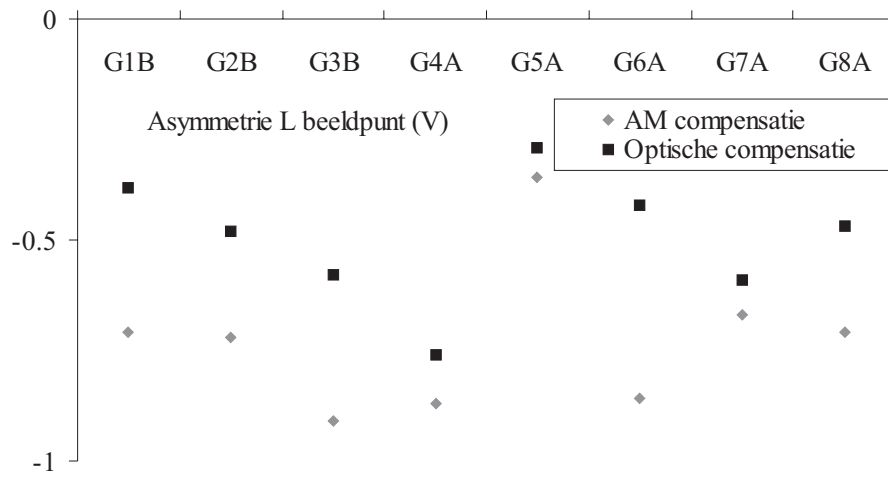 0
G1B G2B G3B G4A G5A G6A G7A G8A
Asymmetrie L beeldpunt (V)
AM compensatie
Optische compensatie
-0.5
-1